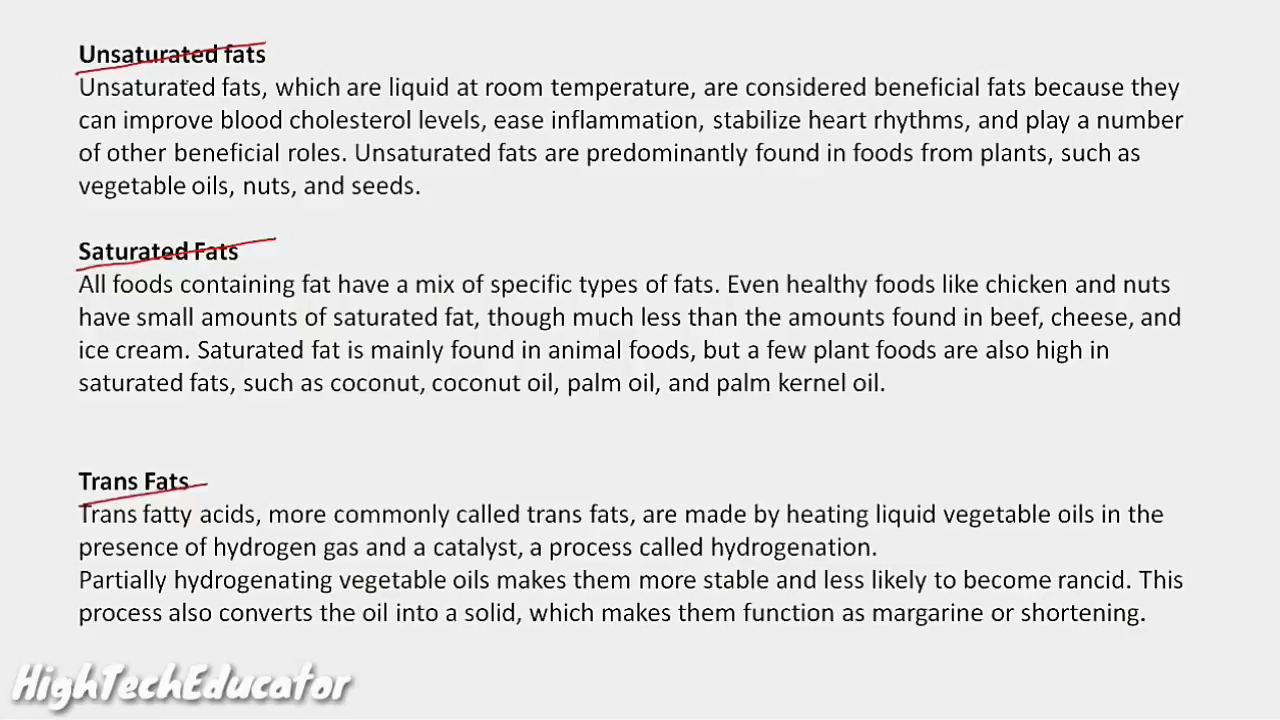 Unsaturated fats
Unsaturated fats, which are liquid at room temperature, are considered beneficial fats because they
can improve blood cholesterol levels, ease inflammation, stabilize heart rhythms, and play a number
of other beneficial roles. Unsaturated fats are predominantly found in foods from plants, such as
vegetable oils, nuts, and seeds.
Saturated Fats
All foods containing fat have a mix of specific types of fats. Even healthy foods like chicken and nuts
have small amounts of saturated fat, though much less than the amounts found in beef, cheese, and
ice cream. Saturated fat is mainly found in animal foods, but a few plant foods are also high in
saturated fats, such as coconut, coconut oil, palm oil, and palm kernel oil.
Trans Fats
Trans fatty acids, more commonly called trans fats, are made by heating liquid vegetable oils in the
presence of hydrogen gas and a catalyst, a process called hydrogenation.
Partially hydrogenating vegetable oils makes them more stable and less likely to become rancid. This
process also converts the oil into a solid, which makes them function as margarine or shortening.
HighTechEducator